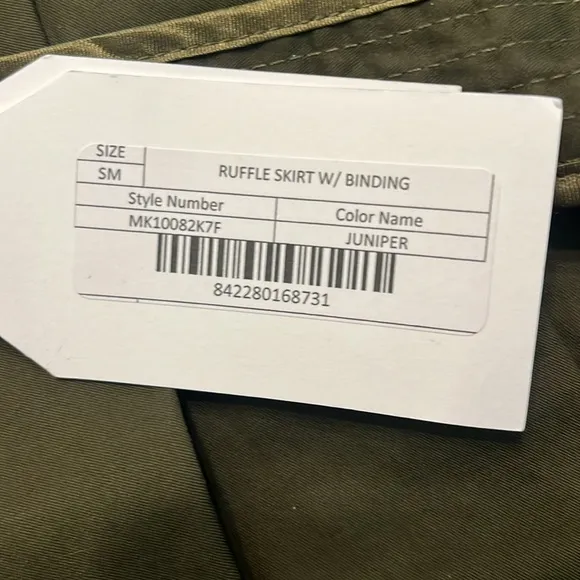 SIZE
SM
RUFFLE SKIRT W/ BINDING
Style Number
Color Name
MK10082K7F
JUNIPER
842280168731